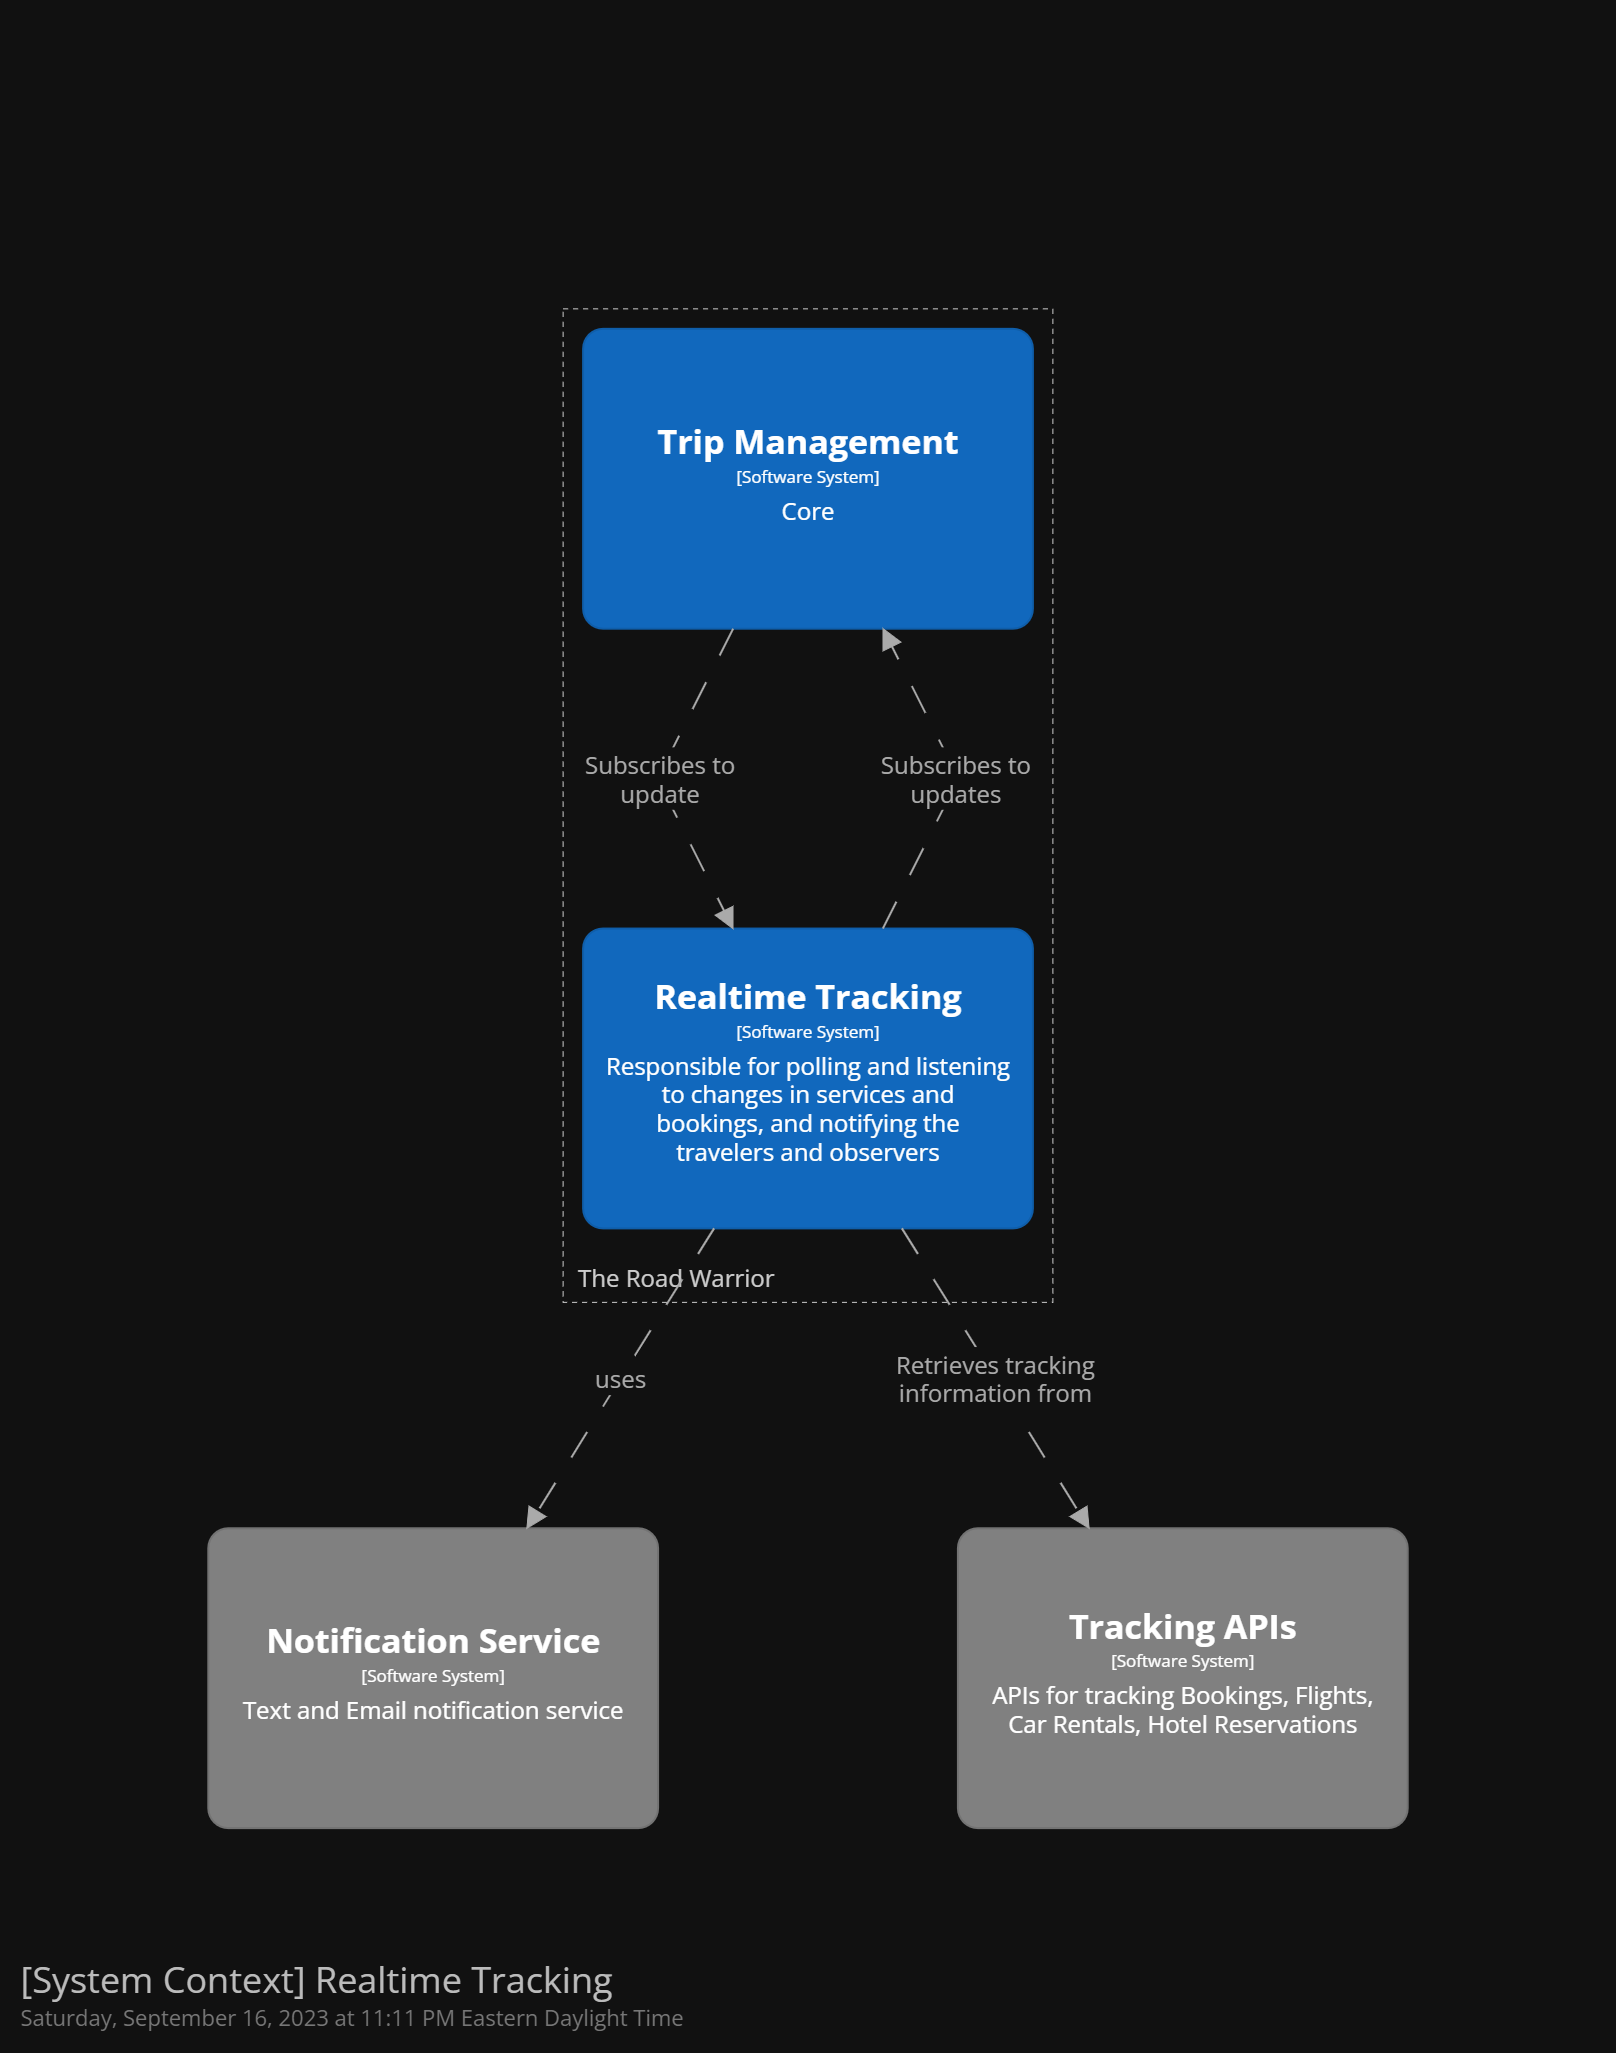 Trip Management
[Software System]
Core
Subscribes to
update
Subscribes to
updates
Realtime Tracking
[Software System]
Responsible for polling and listening
to changes in services and
bookings, and notifying the
travelers and observers
The Road Warrior
uses
Retrieves tracking
information from
Notification Service
[Software System]
Text and Email notification service
Tracking APIs
[Software System]
APIs for tracking Bookings, Flights,
Car Rentals, Hotel Reservations
[System Context] Realtime Tracking
Saturday, September 16, 2023 at 11:11 PM Eastern Daylight Time